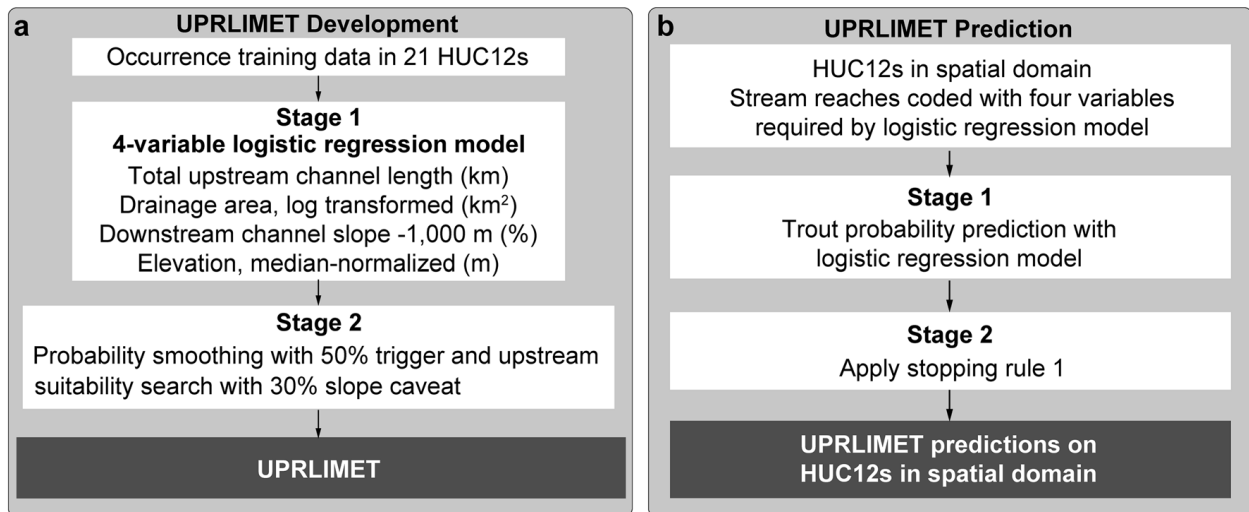 a
UPRLIMET Development
Occurrence training data in 21 HUC12s
Stage 1
4-variable logistic regression model
Total upstream channel length (km)
Drainage area, log transformed (km²)
Downstream channel slope -1,000 m (%)
Elevation, median-normalized (m)
Stage 2
Probability smoothing with 50% trigger and upstream
suitability search with 30% slope caveat
UPRLIMET
b
UPRLIMET Prediction
HUC12s in spatial domain
Stream reaches coded with four variables
required by logistic regression model
Stage 1
Trout probability prediction with
logistic regression model
Stage 2
Apply stopping rule 1
UPRLIMET predictions on
HUC12s in spatial domain